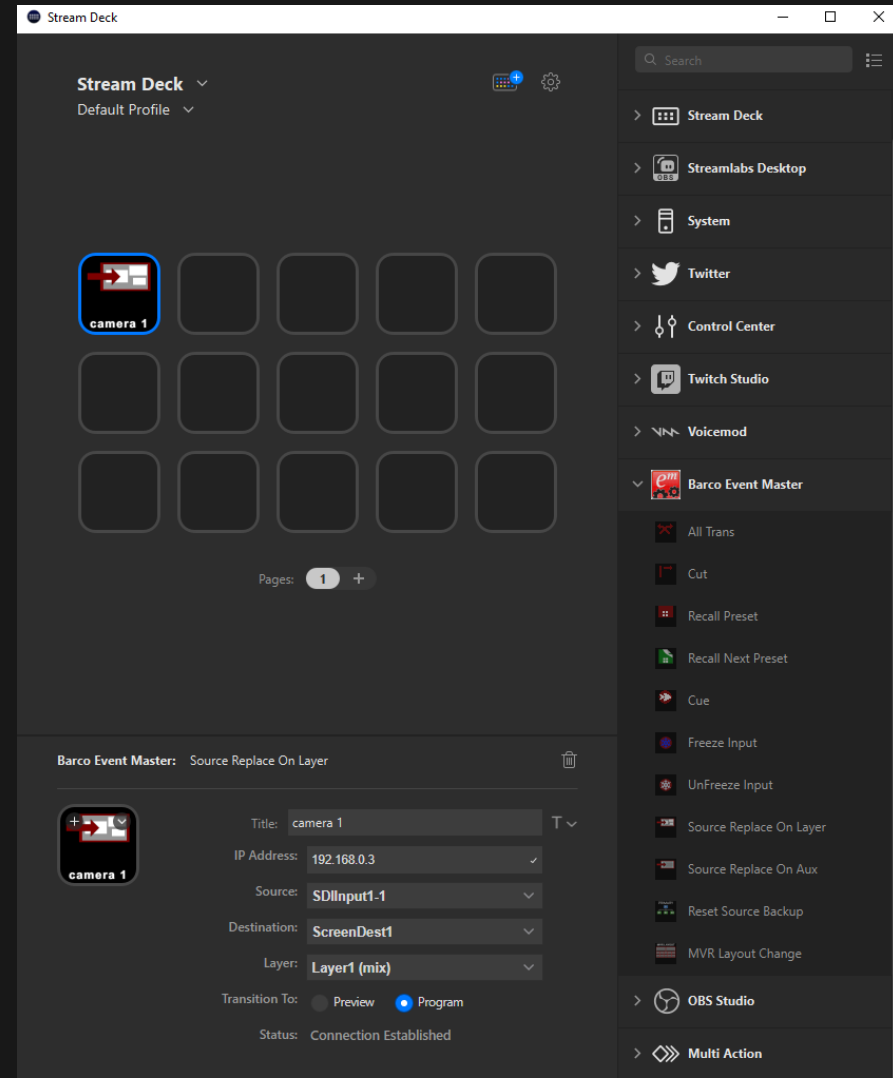 Stream Deck
Stream Deck
Default Profile
camera 1
Pages: 1 +
Barco Event Master: Source Replace On Layer
camera 1
Title: camera 1 T
IP Address: 192.168.0.3
Source: SDIInput1-1
Destination: ScreenDest1
Layer: Layer1 (mix)
Transition To: Preview Program
Status: Connection Established
Search
Stream Deck
OBS
Streamlabs Desktop
System
Twitter
Control Center
Twitch Studio
Voicemod
em
Barco Event Master
All Trans
Cut
Recall Preset
Recall Next Preset
Cue
Freeze Input
UnFreeze Input
Source Replace On Layer
Source Replace On Aux
Reset Source Backup
MVR Layout Change
OBS Studio
Multi Action